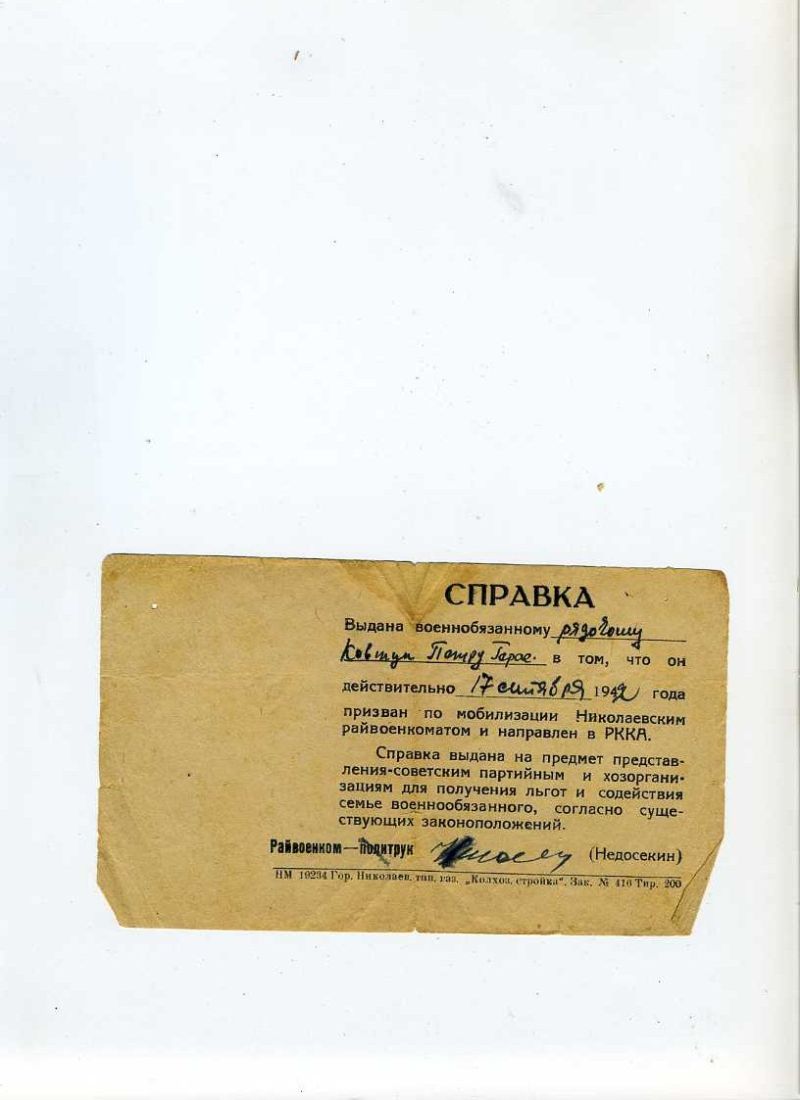 СПРАВКА
Выдана военнообязанному рядовому
Ковтун Петру Герас. в том, что он
действительно 17 сентября 1942 года
призван по мобилизации Николаевским
райвоенкоматом и направлен в РККА.
Справка выдана на предмет представ-
ления-советским партийным и хозоргани-
зациям для получения льгот и содействия
семье военнообязанного, согласно суще-
ствующих законоположений.
Райвоенком—политрук (Недосекин)
НМ 19234 Гор. Николаев, тип. газ. „Колхоз. стройка“. Зак. № 416 Тир. 200